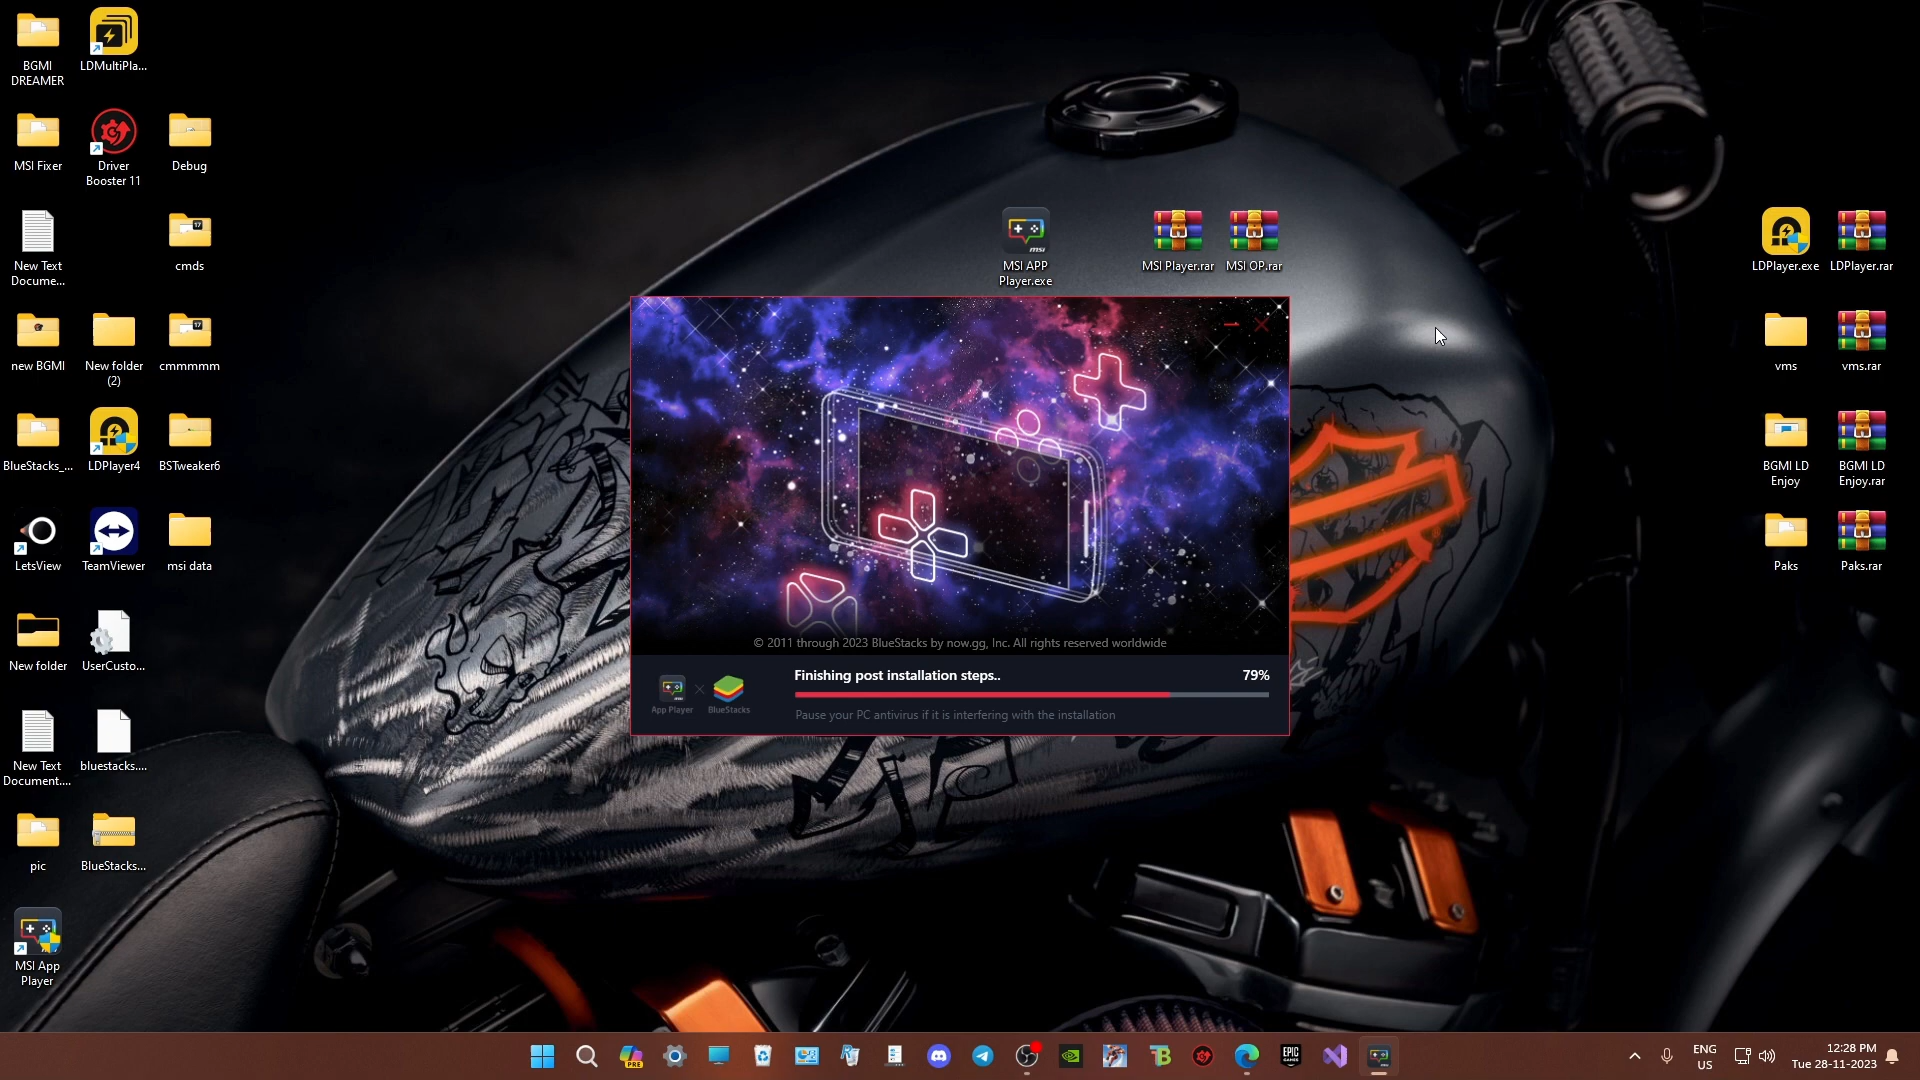 BGMI
DREAMER
LDMultiPla...
MSI Fixer
Driver
Booster 11
Debug
New Text
Docume...
cmds
new BGMI
New folder
(2)
cmmmmm
BlueStacks_...
LDPlayer4
BSTweaker6
LetsView
TeamViewer
msi data
New folder
UserCusto...
New Text
Document....
bluestacks....
pic
BlueStacks...
MSI App
Player
MSI APP
Player.exe
MSI Player.rar
MSI OP.rar
LDPlayer.exe
LDPlayer.rar
vms
vms.rar
BGMI LD
Enjoy
BGMI LD
Enjoy.rar
Paks
Paks.rar
© 2011 through 2023 BlueStacks by now.gg, Inc. All rights reserved worldwide
App Player
BlueStacks
Finishing post installation steps..
79%
Pause your PC antivirus if it is interfering with the installation
PRE
EPIC
GAMES
ENG
US
12:28 PM
Tue 28-11-2023